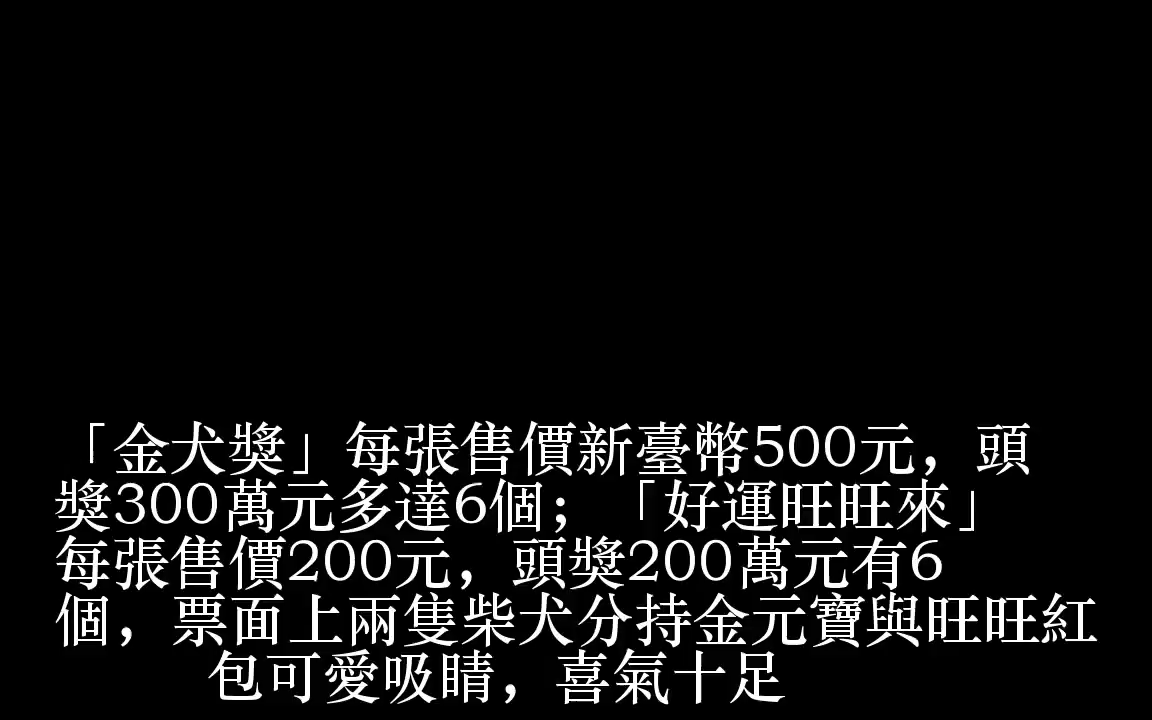 「金犬獎」每張售價新臺幣500元，頭
獎300萬元多達6個；「好運旺旺來」
每張售價200元，頭獎200萬元有6
個，票面上兩隻柴犬分持金元寶與旺旺紅
包可愛吸睛，喜氣十足